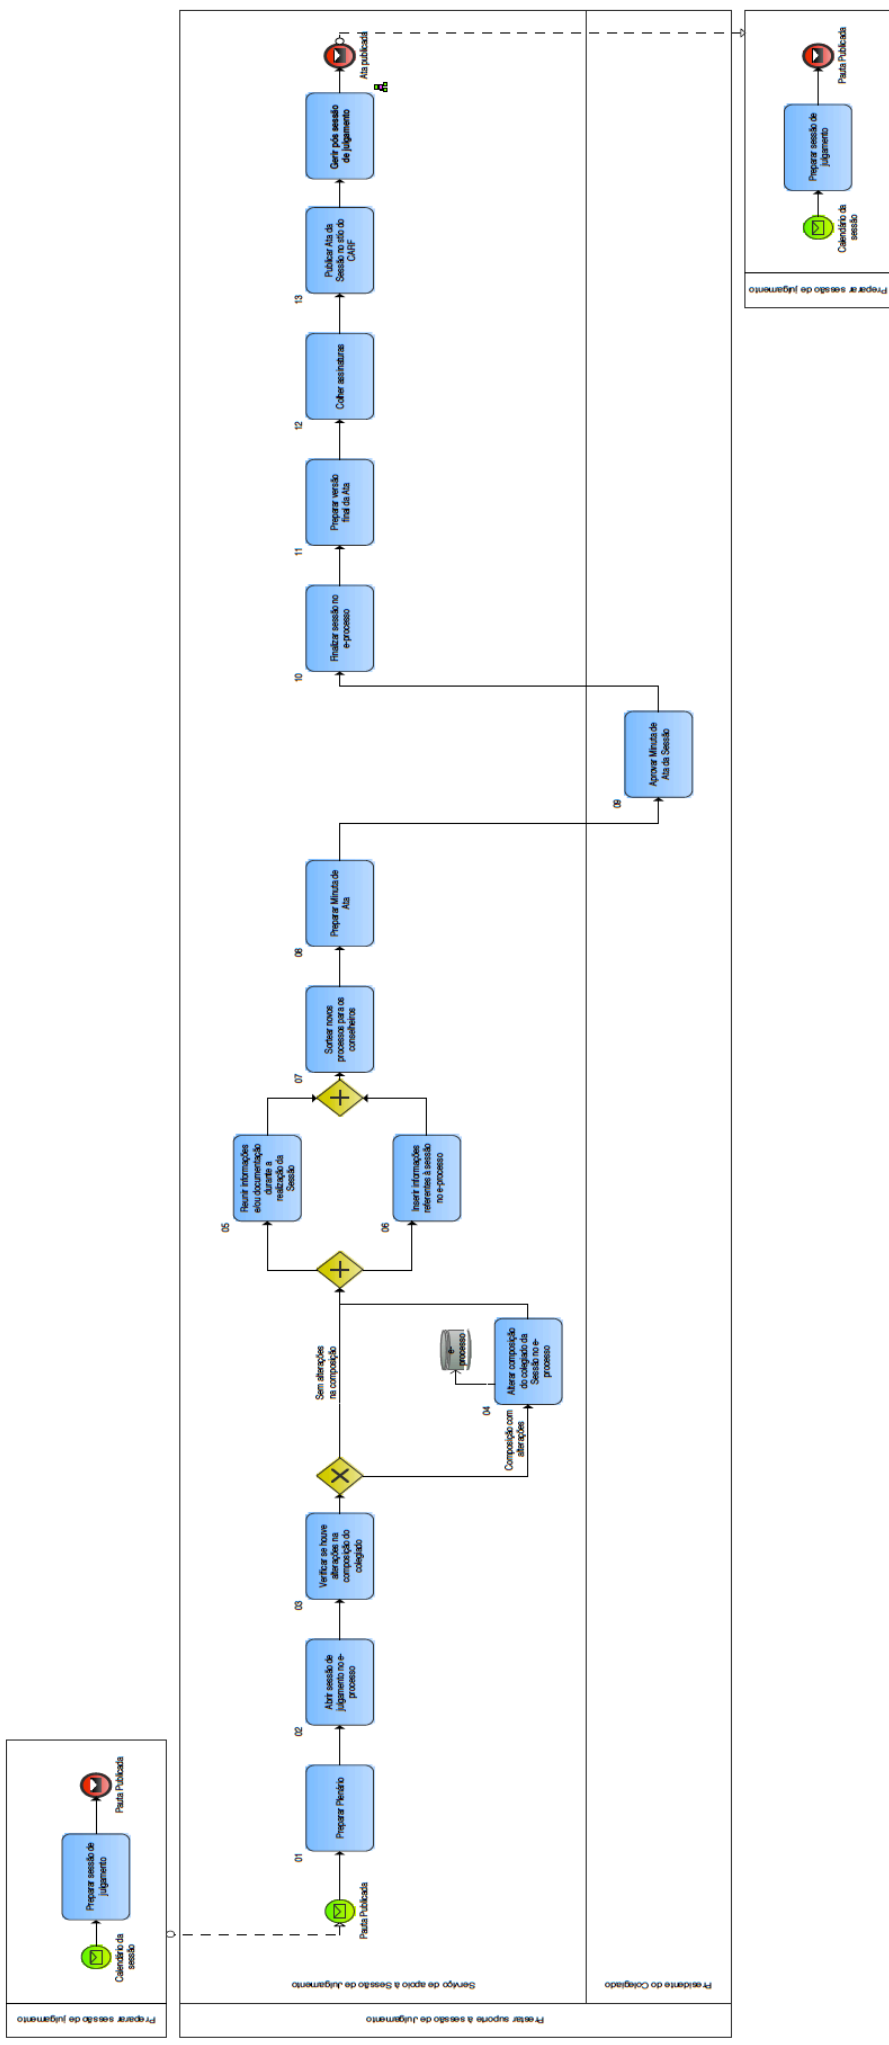 Preparar sessão de julgamento
Calendário da
sessão
Preparar sessão de
julgamento
Pauta Publicada
Prestar suporte à sessão de Julgamento
Serviço de apoio à Sessão de Julgamento
Presidente do Colegiado
Pauta Publicada
01
Preparar Plenário
02
Abrir sessão de
julgamento no e-
processo
03
Verificar se houve
alterações na
composição do
colegiado
Sem alterações
na composição
Composição com
alterações
04
Alterar composição
do colegiado da
Sessão no e-
processo
e-
processo
05
Reunir informações
e/ou documentação
durante a
realização da
Sessão
06
Inserir informações
referentes à sessão
no e-processo
07
Sortear novos
processos para os
conselheiros
08
Preparar Minuta de
Ata
09
Aprovar Minuta de
Ata da Sessão
10
Finalizar sessão no
e-processo
11
Preparar versão
final da Ata
12
Colher assinaturas
13
Publicar Ata da
Sessão no sítio do
CARF
Gerir pós sessão
de julgamento
Ata publicada
Preparar sessão de julgamento
Calendário da
sessão
Preparar sessão de
julgamento
Pauta Publicada